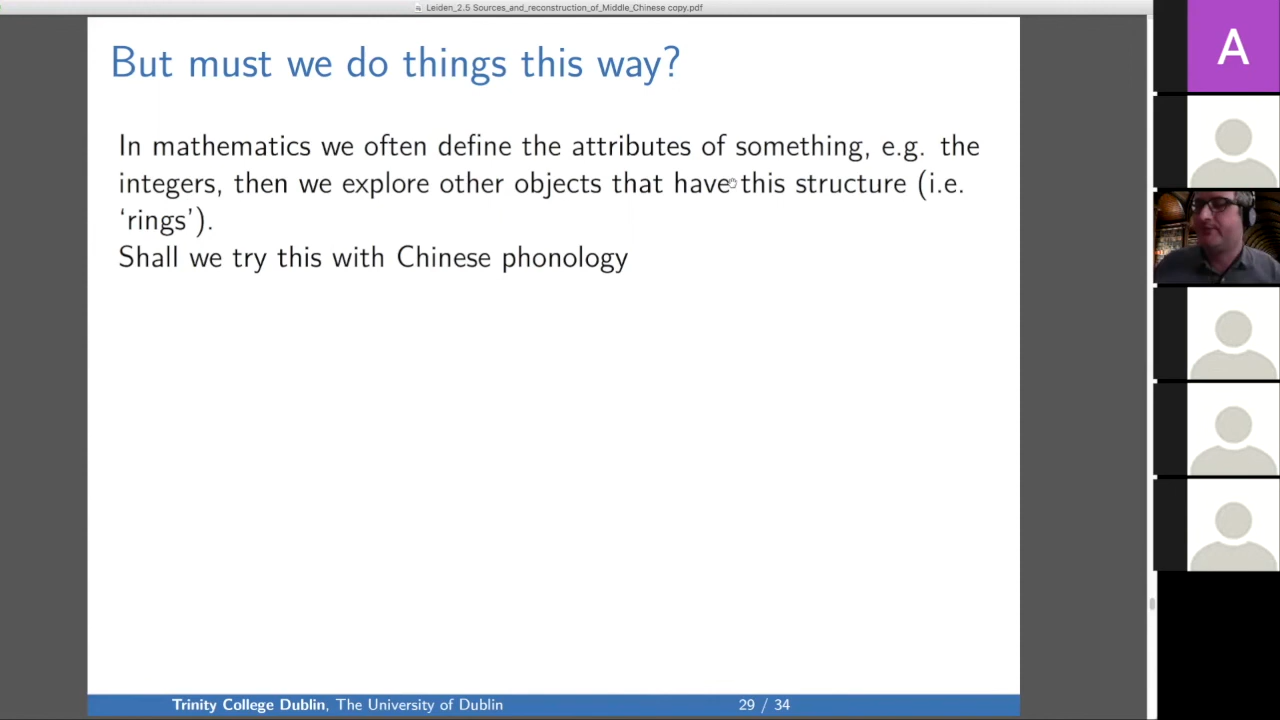 Leiden_2.5 Sources_and_reconstruction_of_Middle_Chinese copy.pdf
But must we do things this way?
In mathematics we often define the attributes of something, e.g. the
integers, then we explore other objects that have this structure (i.e.
‘rings’).
Shall we try this with Chinese phonology
Trinity College Dublin, The University of Dublin
29 / 34
A